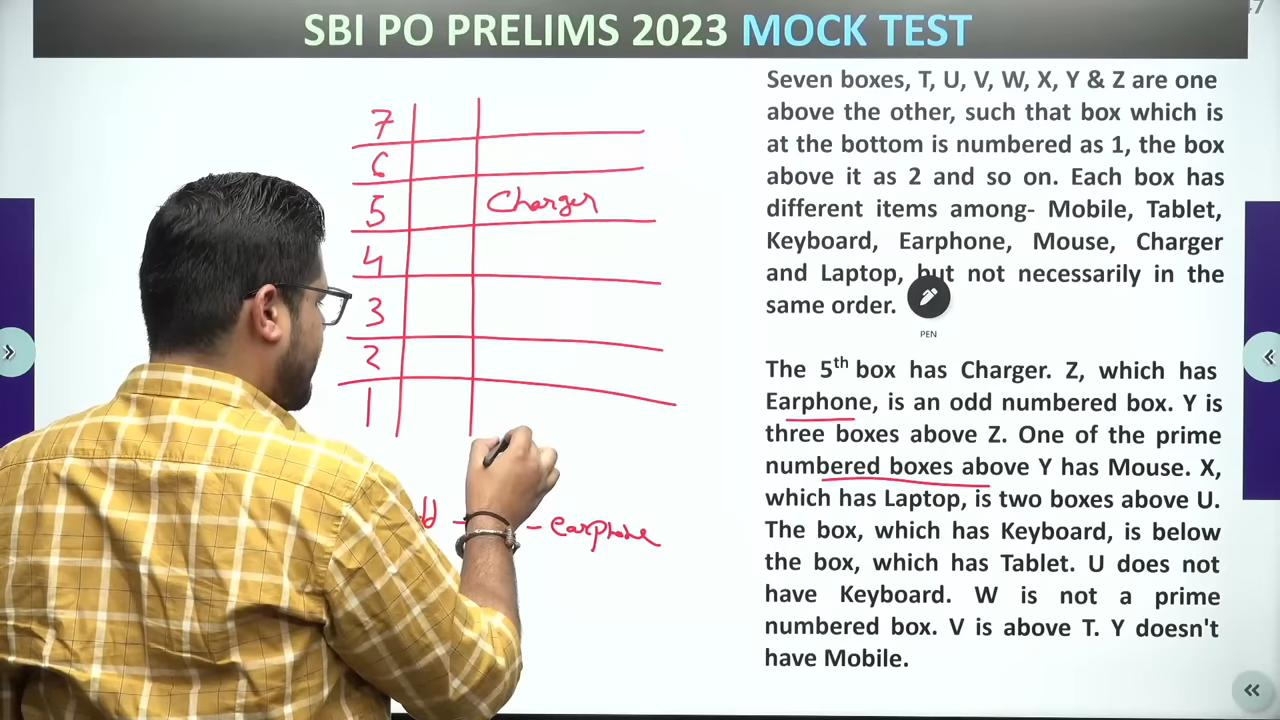 SBI PO PRELIMS 2023 MOCK TEST
Seven boxes, T, U, V, W, X, Y & Z are one
above the other, such that box which is
at the bottom is numbered as 1, the box
above it as 2 and so on. Each box has
different items among- Mobile, Tablet,
Keyboard, Earphone, Mouse, Charger
and Laptop, but not necessarily in the
same order.
PEN
The 5th box has Charger. Z, which has
Earphone, is an odd numbered box. Y is
three boxes above Z. One of the prime
numbered boxes above Y has Mouse. X,
which has Laptop, is two boxes above U.
The box, which has Keyboard, is below
the box, which has Tablet. U does not
have Keyboard. W is not a prime
numbered box. V is above T. Y doesn't
have Mobile.
7
6
5 Charger
4
3
2
1
- earphone